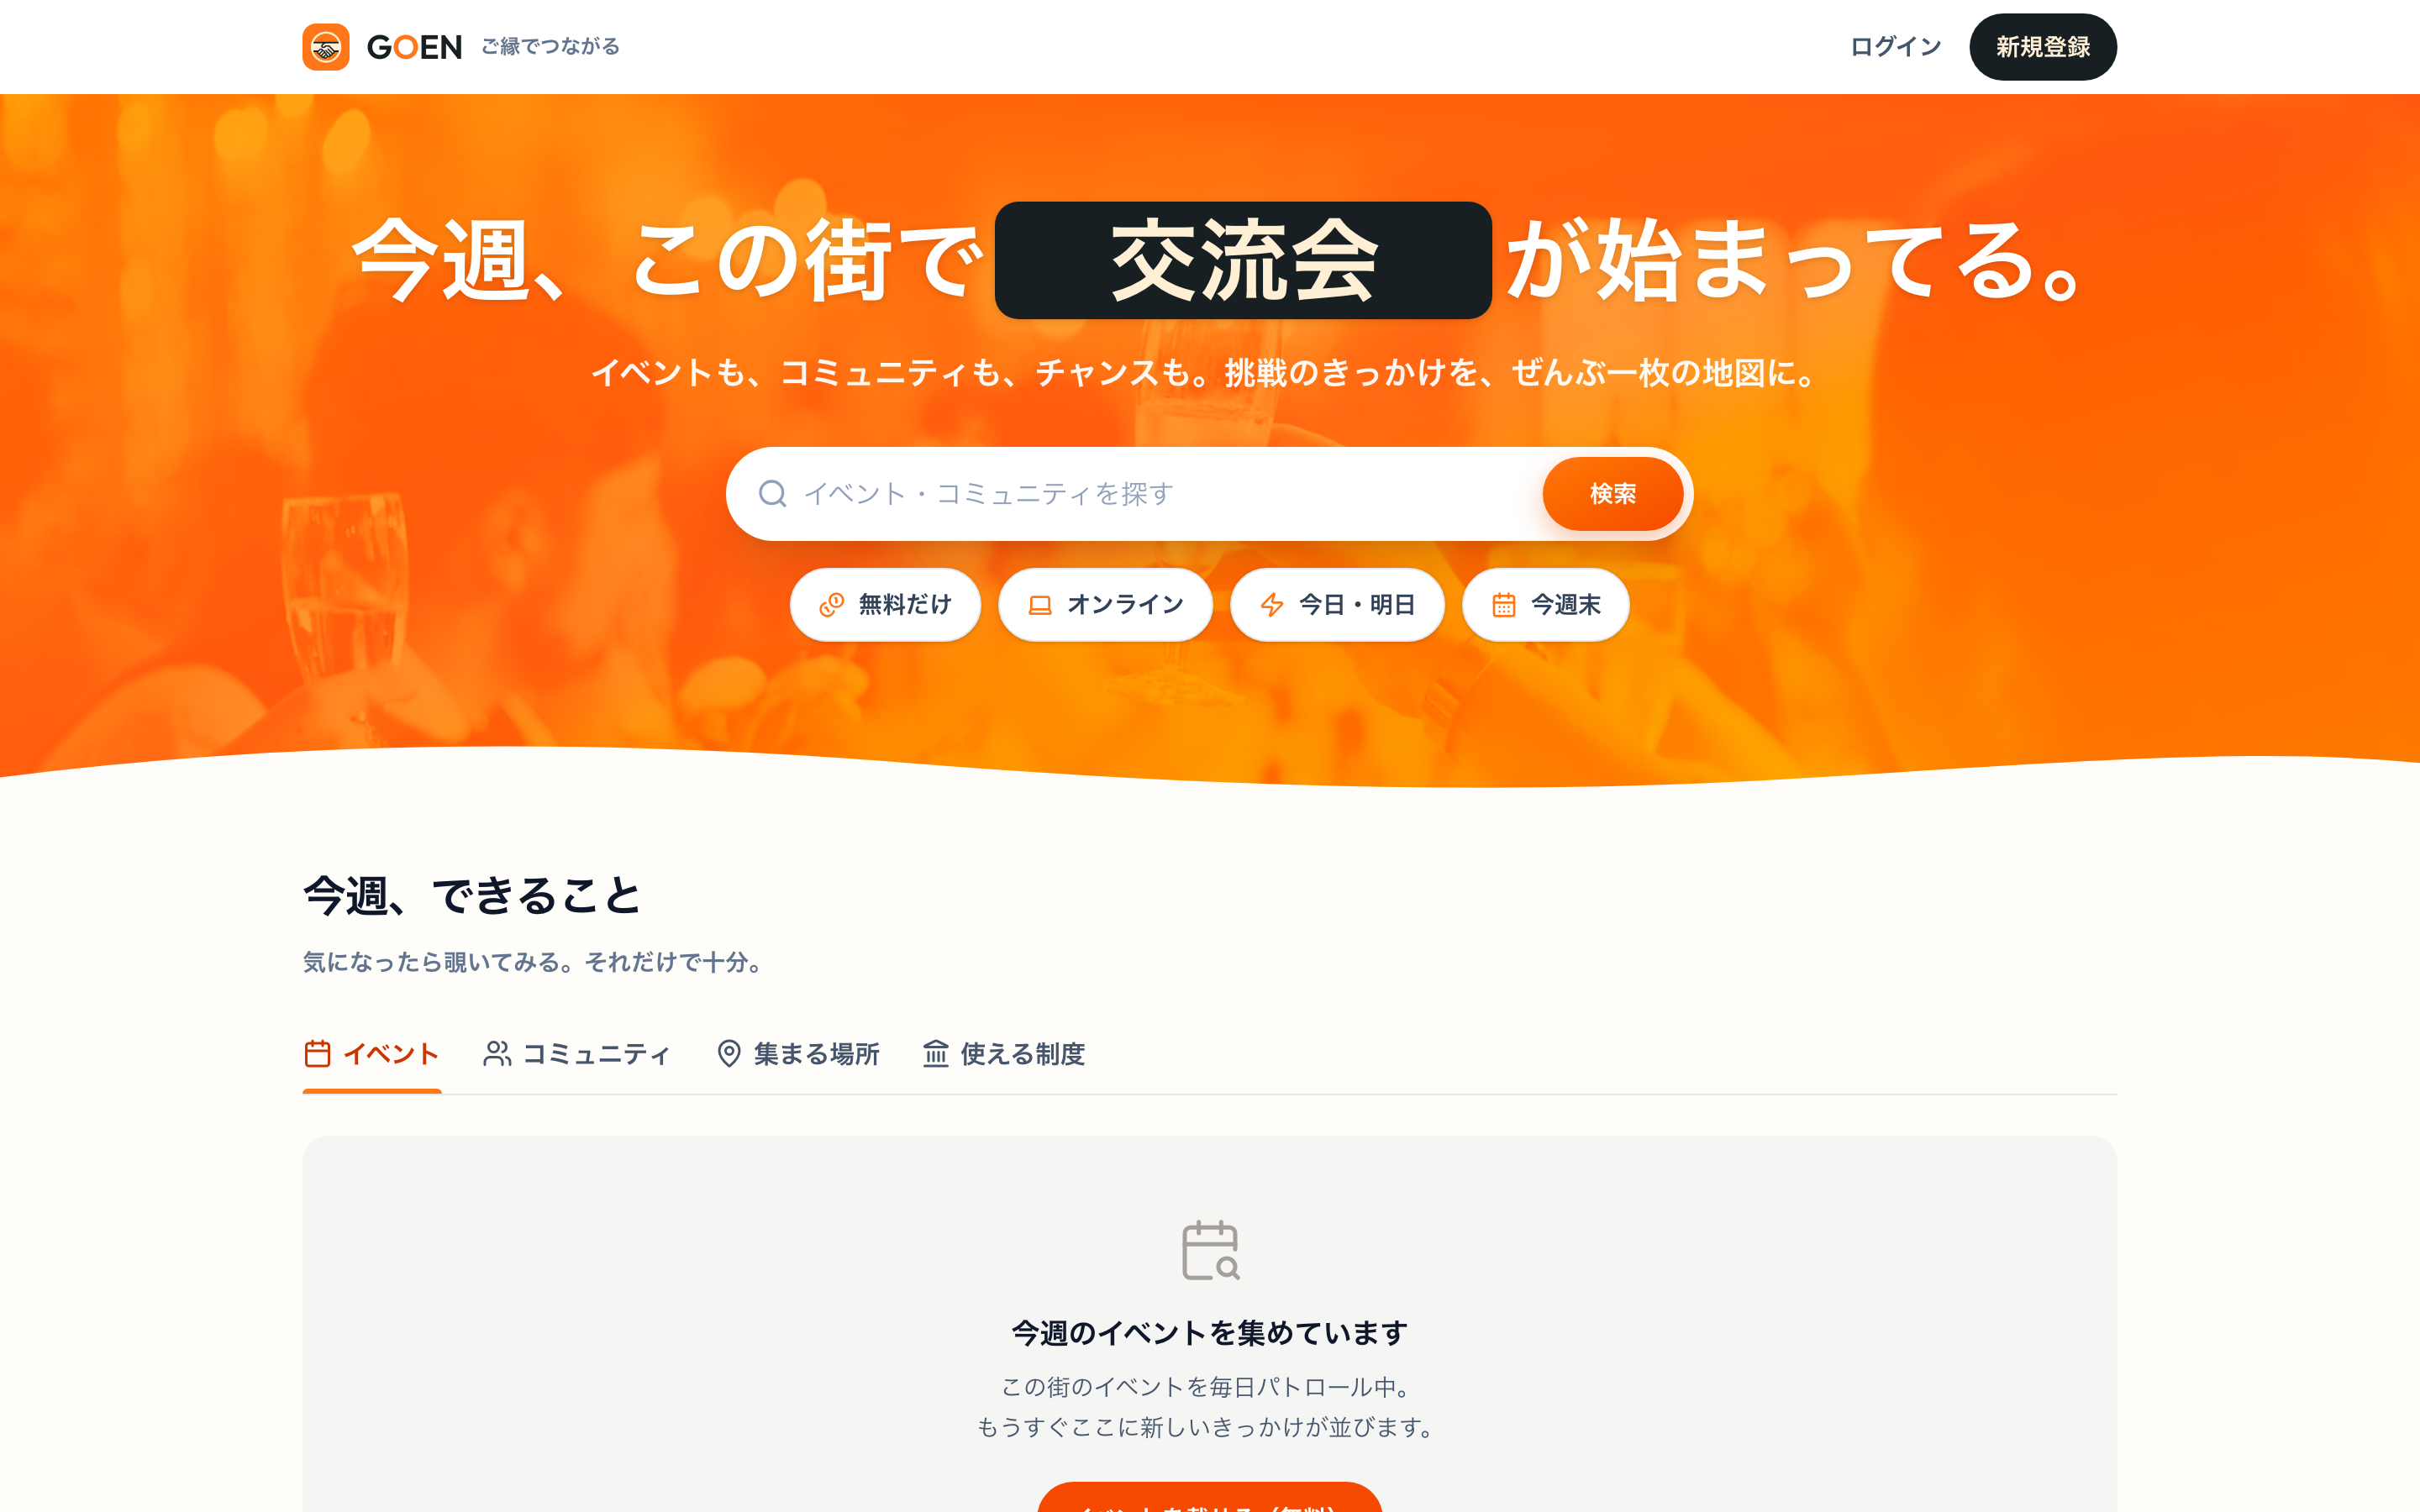 GOEN ご縁でつながる
ログイン
新規登録
今週、この街で 交流会 が始まってる。
イベントも、コミュニティも、チャンスも。挑戦のきっかけを、ぜんぶ一枚の地図に。
イベント・コミュニティを探す
検索
無料だけ
オンライン
今日・明日
今週末
今週、できること
気になったら覗いてみる。それだけで十分。
イベント
コミュニティ
集まる場所
使える制度
今週のイベントを集めています
この街のイベントを毎日パトロール中。
もうすぐここに新しいきっかけが並びます。
イベントを載せる（無料）